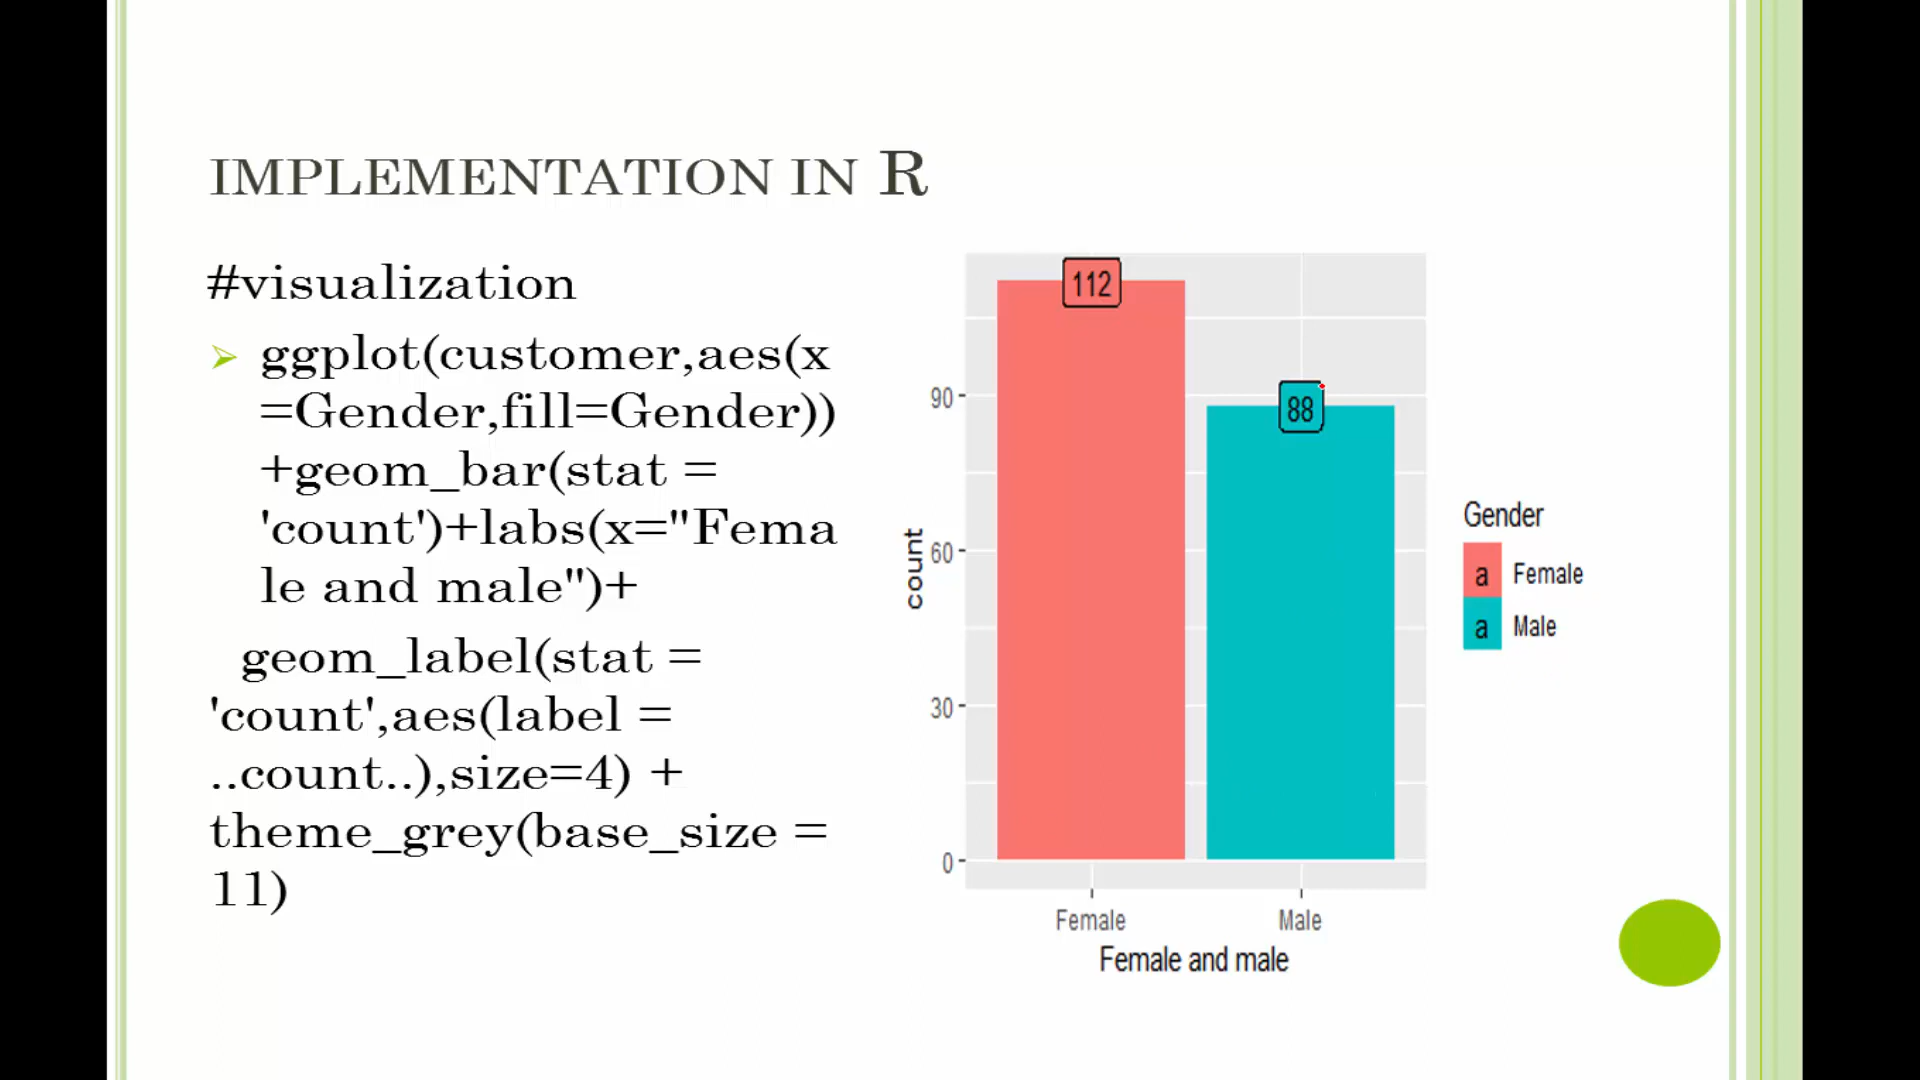 IMPLEMENTATION IN R
#visualization
ggplot(customer,aes(x
=Gender,fill=Gender))
+geom_bar(stat =
'count')+labs(x="Fema
le and male")+
geom_label(stat =
'count',aes(label =
..count..),size=4) +
theme_grey(base_size =
11)
112
88
90
60
30
0
count
Female
Male
Female and male
Gender
a Female
a Male